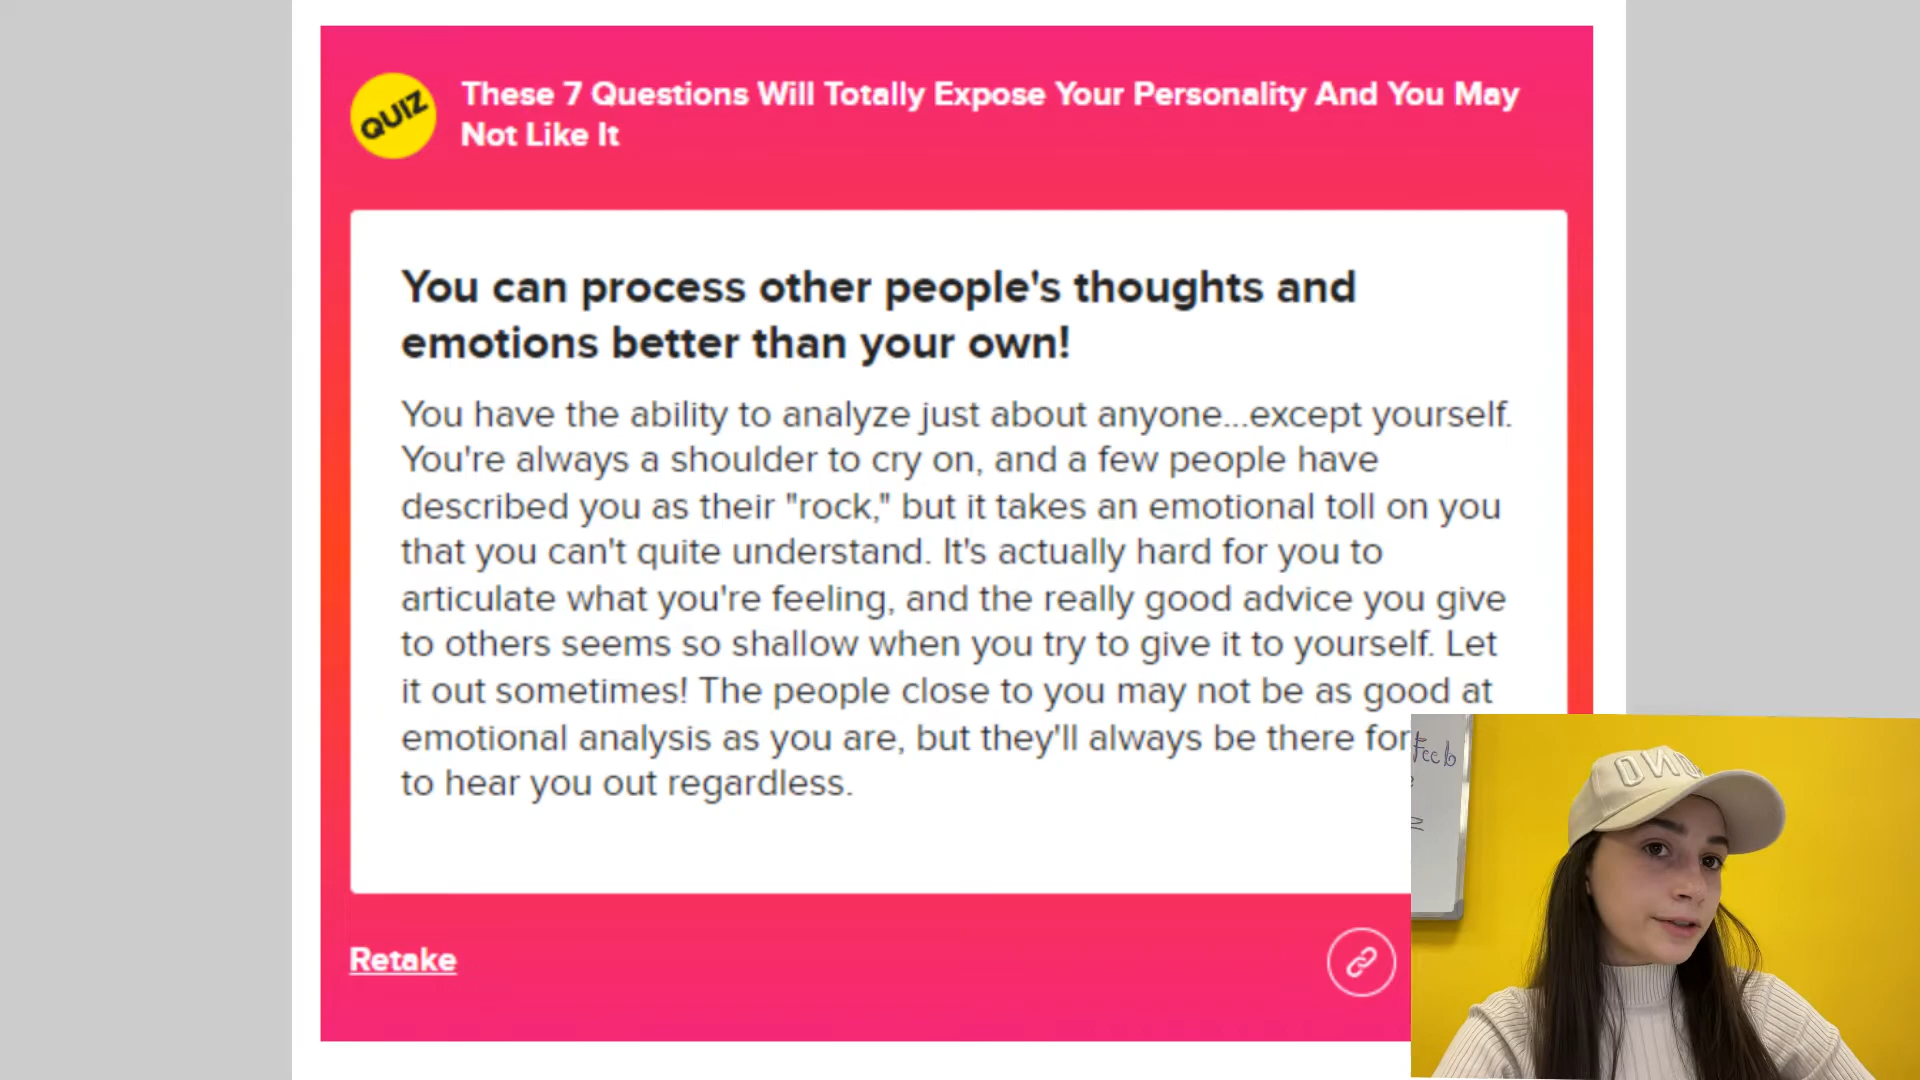 QUIZ
These 7 Questions Will Totally Expose Your Personality And You May
Not Like It
You can process other people's thoughts and
emotions better than your own!
You have the ability to analyze just about anyone...except yourself.
You're always a shoulder to cry on, and a few people have
described you as their "rock," but it takes an emotional toll on you
that you can't quite understand. It's actually hard for you to
articulate what you're feeling, and the really good advice you give
to others seems so shallow when you try to give it to yourself. Let
it out sometimes! The people close to you may not be as good at
emotional analysis as you are, but they'll always be there for
to hear you out regardless.
Retake